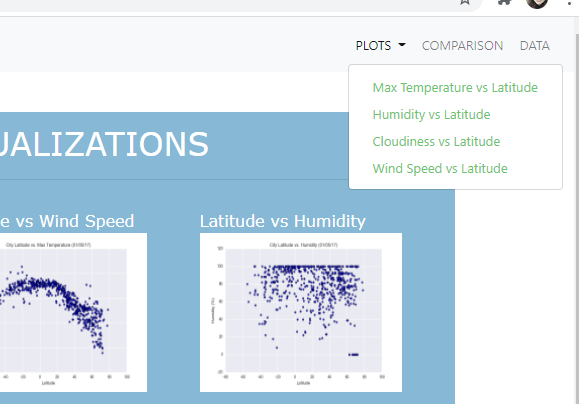 PLOTS COMPARISON DATA
Max Temperature vs Latitude
Humidity vs Latitude
Cloudiness vs Latitude
Wind Speed vs Latitude
UALIZATIONS
e vs Wind Speed
Latitude vs Humidity
City Latitude vs. Max Temperature (01/05/17)
City Latitude vs. Humidity (01/05/17)
Humidity (%)
Latitude
Latitude